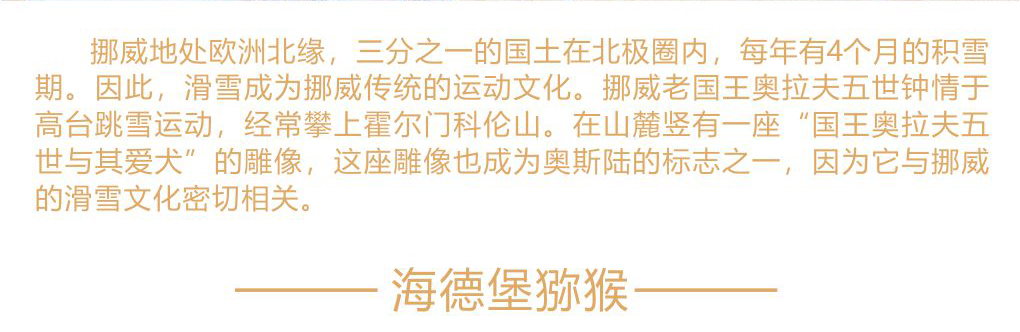 挪威地处欧洲北缘，三分之一的国土在北极圈内，每年有4个月的积雪
期。因此，滑雪成为挪威传统的运动文化。挪威老国王奥拉夫五世钟情于
高台跳雪运动，经常攀上霍尔门科伦山。在山麓竖有一座“国王奥拉夫五
世与其爱犬”的雕像，这座雕像也成为奥斯陆的标志之一，因为它与挪威
的滑雪文化密切相关。
海德堡猕猴